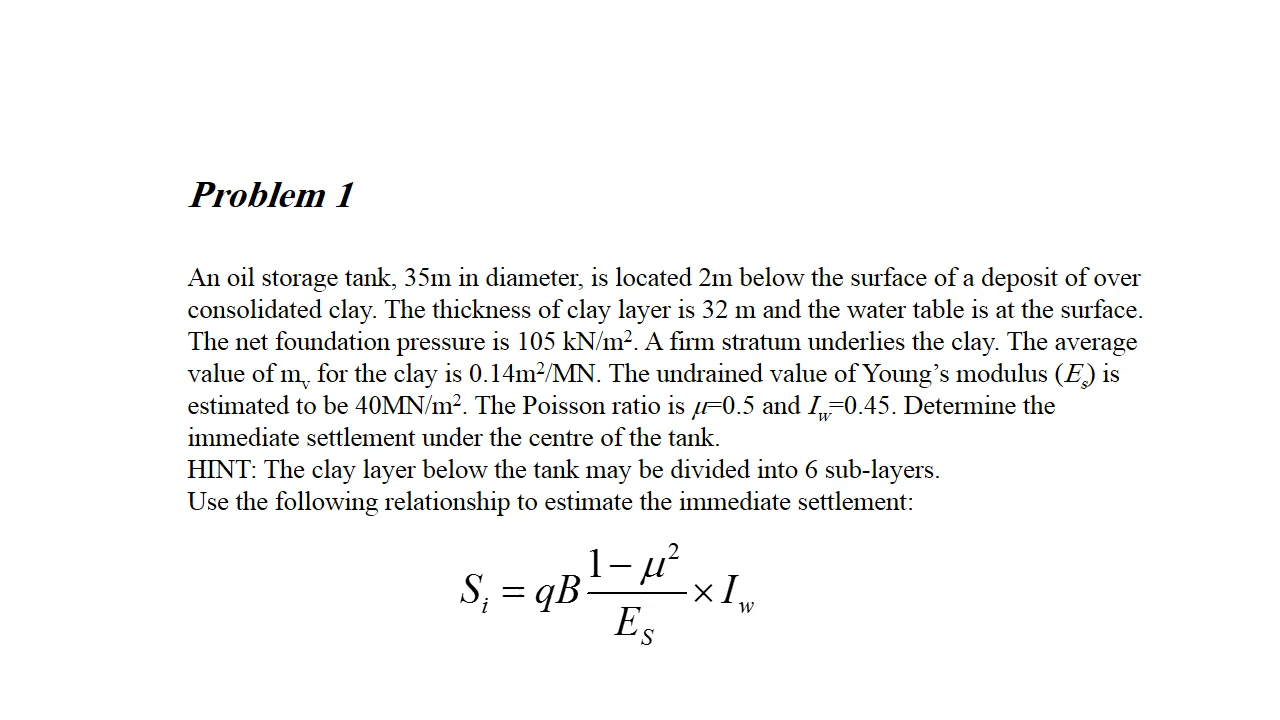 Problem 1
An oil storage tank, 35m in diameter, is located 2m below the surface of a deposit of over
consolidated clay. The thickness of clay layer is 32 m and the water table is at the surface.
The net foundation pressure is 105 kN/m². A firm stratum underlies the clay. The average
value of mᵥ for the clay is 0.14m²/MN. The undrained value of Young’s modulus (Eₛ) is
estimated to be 40MN/m². The Poisson ratio is μ=0.5 and I_w=0.45. Determine the
immediate settlement under the centre of the tank.
HINT: The clay layer below the tank may be divided into 6 sub-layers.
Use the following relationship to estimate the immediate settlement:
S_i = qB (1 − μ²)/E_S × I_w